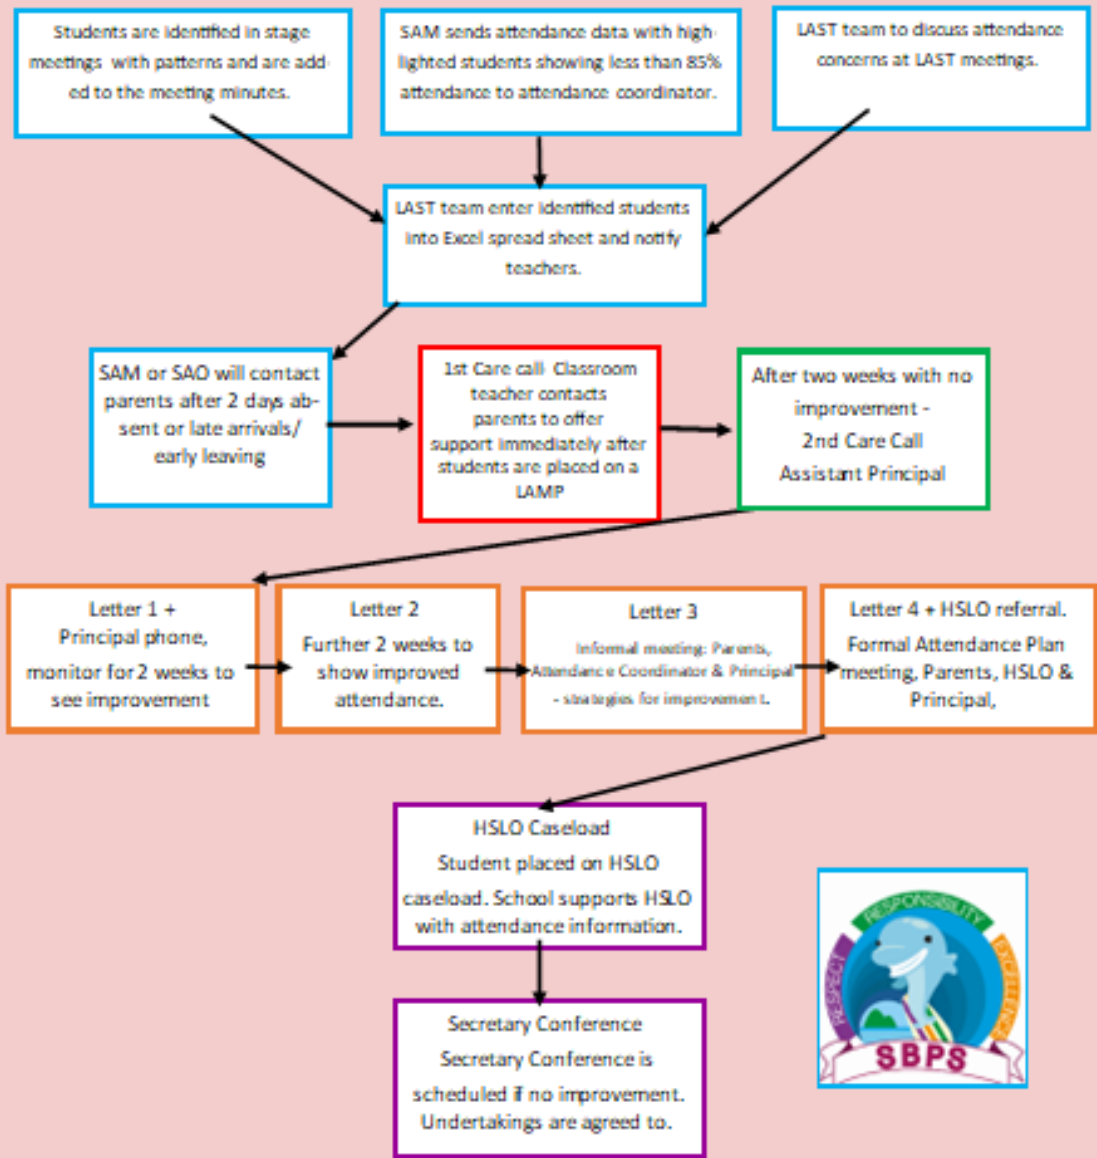 Students are identified in stage
meetings with patterns and are add-
ed to the meeting minutes.
SAM sends attendance data with high-
lighted students showing less than 85%
attendance to attendance coordinator.
LAST team to discuss attendance
concerns at LAST meetings.
LAST team enter identified students
into Excel spread sheet and notify
teachers.
SAM or SAO will contact
parents after 2 days ab-
sent or late arrivals/
early leaving
1st Care call- Classroom
teacher contacts
parents to offer
support immediately after
students are placed on a
LAMP
After two weeks with no
improvement -
2nd Care Call
Assistant Principal
Letter 1 +
Principal phone,
monitor for 2 weeks to
see improvement
Letter 2
Further 2 weeks to
show improved
attendance.
Letter 3
Informal meeting: Parents,
Attendance Coordinator & Principal
- strategies for improvement.
Letter 4 + HSLO referral.
Formal Attendance Plan
meeting, Parents, HSLO &
Principal,
HSLO Caseload
Student placed on HSLO
caseload. School supports HSLO
with attendance information.
Secretary Conference
Secretary Conference is
scheduled if no improvement.
Undertakings are agreed to.
RESPECT
RESPONSIBILITY
EXCELLENCE
SBPS